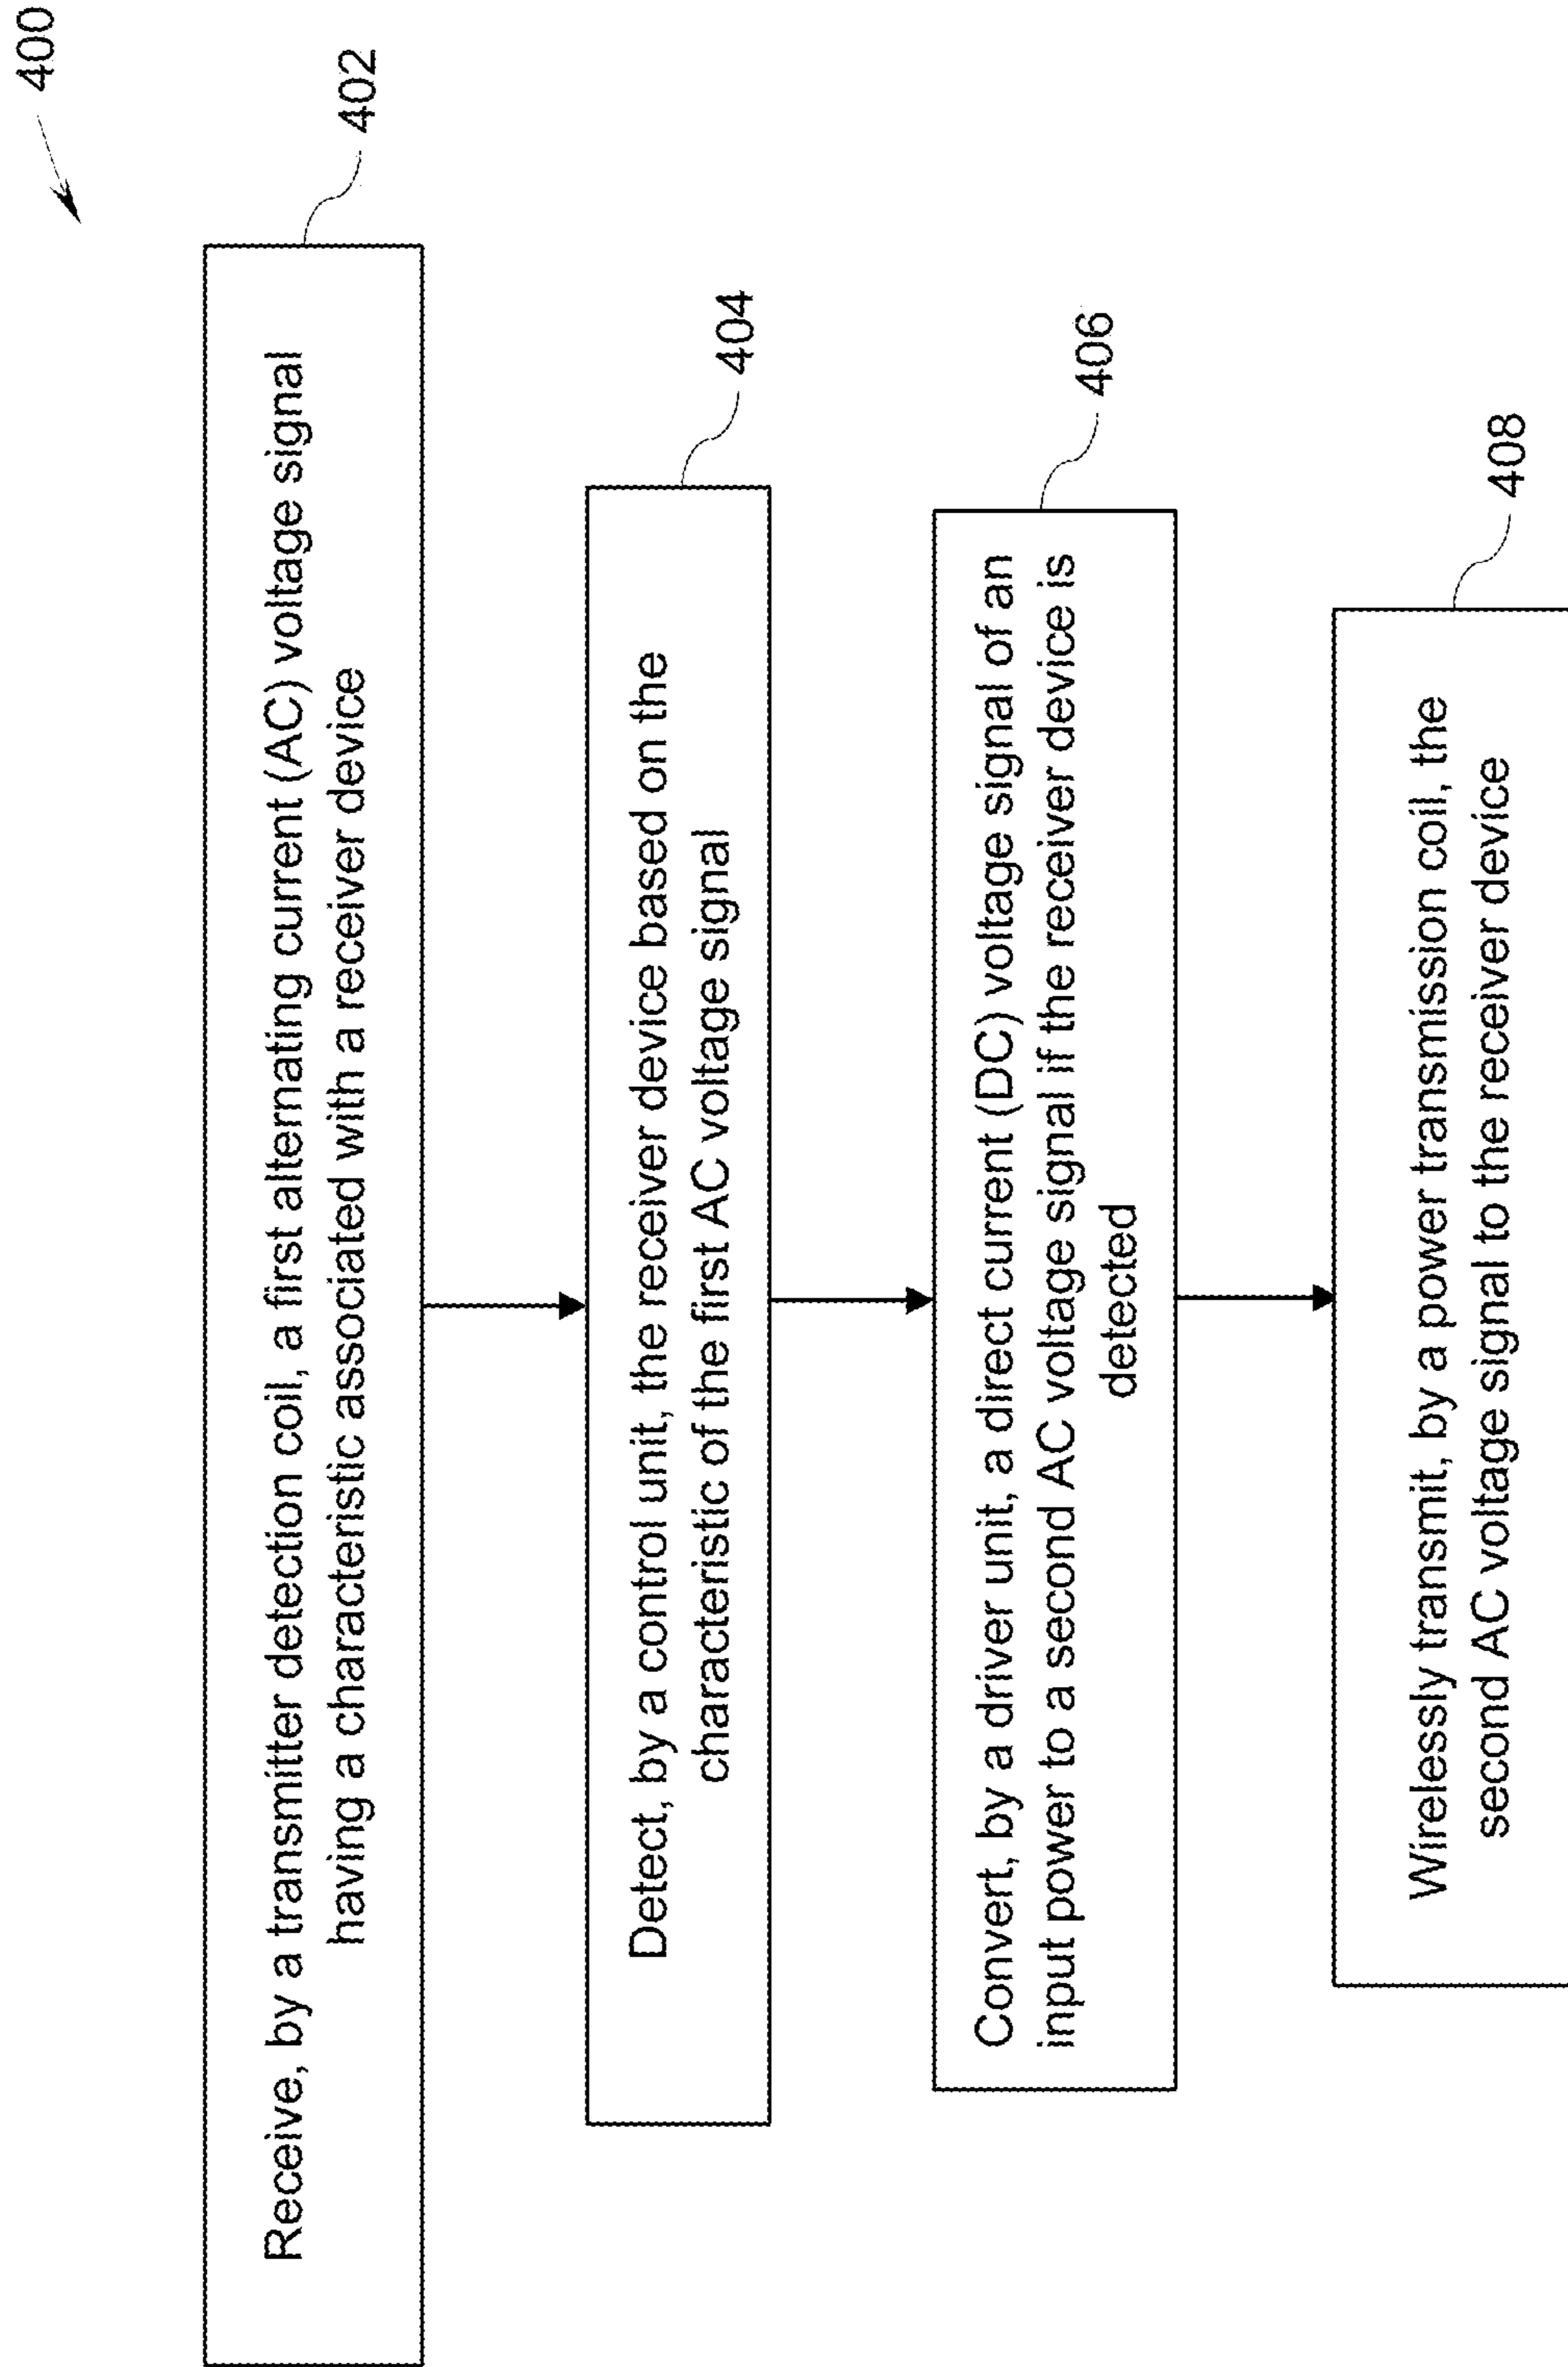 400
Receive, by a transmitter detection coil, a first alternating current (AC) voltage signal
having a characteristic associated with a receiver device
402
Detect, by a control unit, the receiver device based on the
characteristic of the first AC voltage signal
404
Convert, by a driver unit, a direct current (DC) voltage signal of an
input power to a second AC voltage signal if the receiver device is
detected
406
Wirelessly transmit, by a power transmission coil, the
second AC voltage signal to the receiver device
408